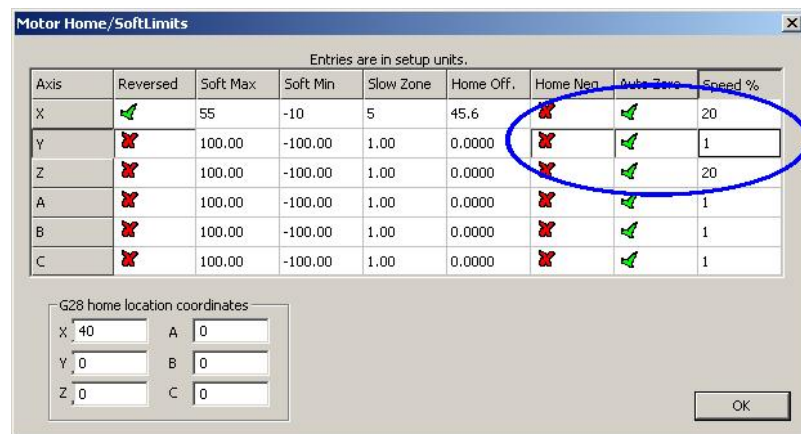 Motor Home/SoftLimits
Entries are in setup units.
Axis Reversed Soft Max Soft Min Slow Zone Home Off. Home Neg Auto Zero Speed %
X 55 -10 5 45.6 20
Y 100.00 -100.00 1.00 0.0000 1
Z 100.00 -100.00 1.00 0.0000 20
A 100.00 -100.00 1.00 0.0000 1
B 100.00 -100.00 1.00 0.0000 1
C 100.00 -100.00 1.00 0.0000 1
G28 home location coordinates
X 40 A 0
Y 0 B 0
Z 0 C 0
OK